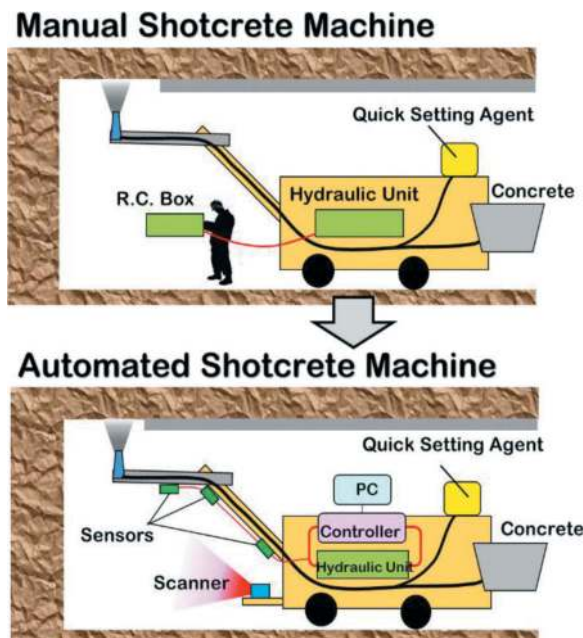 Manual Shotcrete Machine
Quick Setting Agent
R.C. Box
Hydraulic Unit
Concrete
Automated Shotcrete Machine
Quick Setting Agent
PC
Controller
Concrete
Sensors
Hydraulic Unit
Scanner